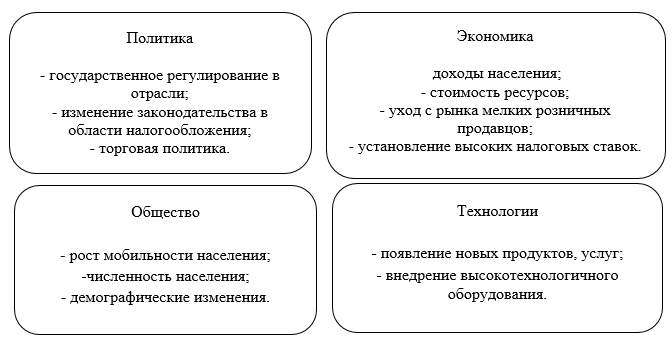 Политика
- государственное регулирование в
отрасли;
- изменение законодательства в
области налогообложения;
- торговая политика.
Экономика
доходы населения;
- стоимость ресурсов;
- уход с рынка мелких розничных
продавцов;
- установление высоких налоговых ставок.
Общество
- рост мобильности населения;
-численность населения;
- демографические изменения.
Технологии
- появление новых продуктов, услуг;
- внедрение высокотехнологичного
оборудования.